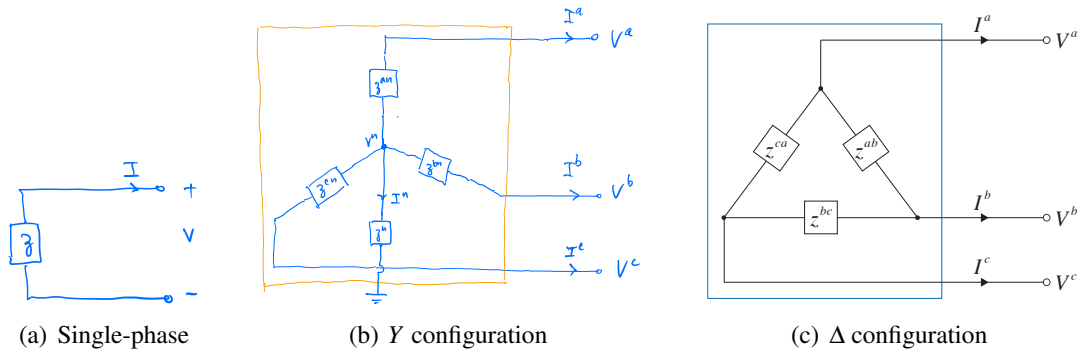 I
+
z
V
-
(a) Single-phase
I^a
V^a
z^{an}
V^n
z^{bn}
z^{cn}
I^b
V^b
I^n
z^n
I^c
V^c
(b) Y configuration
I^a
V^a
z^{ca}
z^{ab}
I^b
z^{bc}
V^b
I^c
V^c
(c) Δ configuration